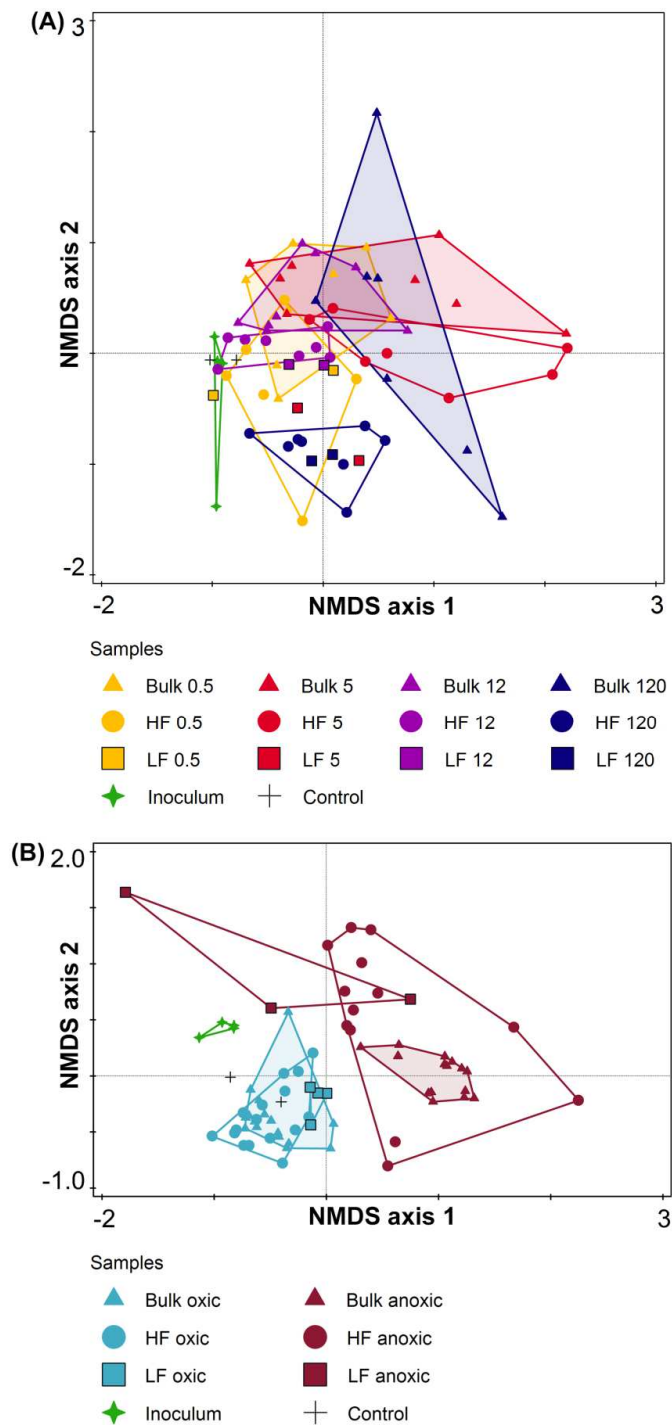 (A)
3
NMDS axis 2
-2
-2
NMDS axis 1
3
Samples
Bulk 0.5 Bulk 5 Bulk 12 Bulk 120
HF 0.5 HF 5 HF 12 HF 120
LF 0.5 LF 5 LF 12 LF 120
Inoculum Control
(B)
2.0
NMDS axis 2
-1.0
-2
NMDS axis 1
3
Samples
Bulk oxic Bulk anoxic
HF oxic HF anoxic
LF oxic LF anoxic
Inoculum Control